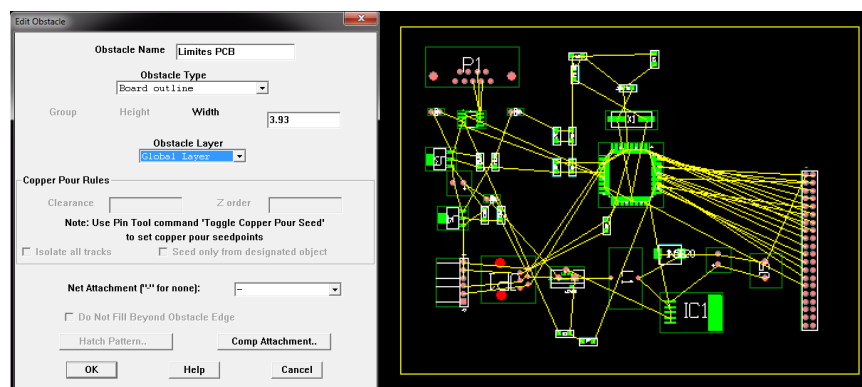 Edit Obstacle
Obstacle Name Limites PCB
Obstacle Type
Board outline
Group Height Width 3.93
Obstacle Layer
Global Layer
Copper Pour Rules
Clearance Z order
Note: Use Pin Tool command 'Toggle Copper Pour Seed'
to set copper pour seedpoints
Isolate all tracks Seed only from designated object
Net Attachment ("-" for none): -
Do Not Fill Beyond Obstacle Edge
Hatch Pattern.. Comp Attachment..
OK Help Cancel
P1
X1
IC1